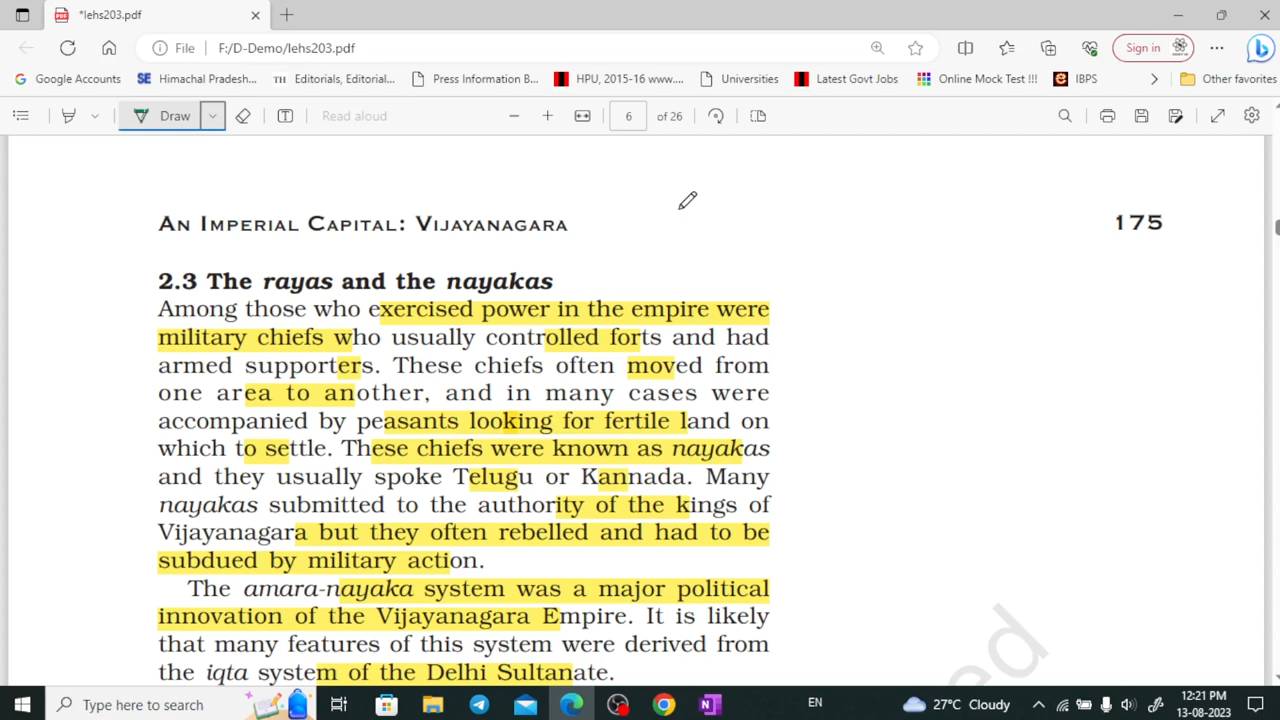 *lehs203.pdf
File F:/D-Demo/lehs203.pdf Sign in
Google Accounts SE Himachal Pradesh... TH Editorials, Editorial... Press Information B... HPU, 2015-16 www.... Universities Latest Govt Jobs Online Mock Test !!! IBPS Other favorites
Draw Read aloud 6 of 26
AN IMPERIAL CAPITAL: VIJAYANAGARA 175
2.3 The rayas and the nayakas
Among those who exercised power in the empire were
military chiefs who usually controlled forts and had
armed supporters. These chiefs often moved from
one area to another, and in many cases were
accompanied by peasants looking for fertile land on
which to settle. These chiefs were known as nayakas
and they usually spoke Telugu or Kannada. Many
nayakas submitted to the authority of the kings of
Vijayanagara but they often rebelled and had to be
subdued by military action.
The amara-nayaka system was a major political
innovation of the Vijayanagara Empire. It is likely
that many features of this system were derived from
the iqta system of the Delhi Sultanate.
ed
Type here to search ENG 27°C Cloudy 12:21 PM
13-08-2023